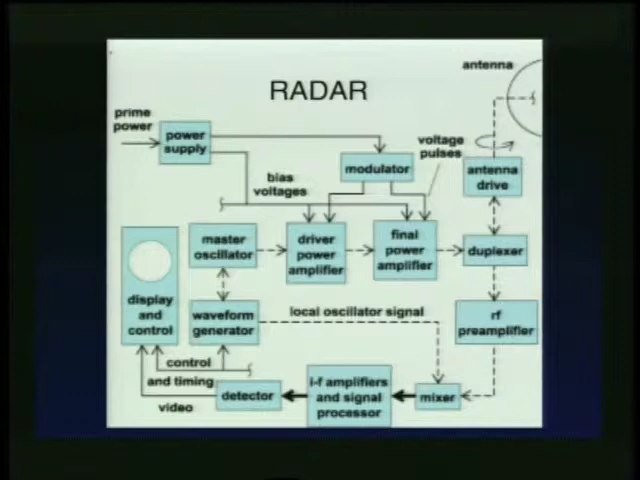 antenna
RADAR
prime
power
power
supply
voltage
pulses
modulator
antenna
drive
bias
voltages
master
oscillator
driver
power
amplifier
final
power
amplifier
duplexer
display
and
control
waveform
generator
local oscillator signal
rf
preamplifier
control
and timing
video
detector
i-f amplifiers
and signal
processor
mixer